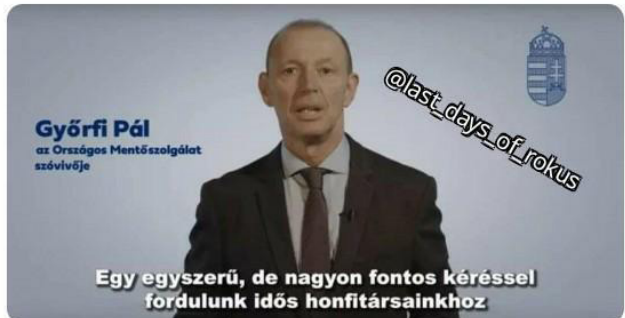 @last_days_of_rokus
Győrfi Pál
az Országos Mentőszolgálat
szóvivője
Egy egyszerű, de nagyon fontos kéréssel
fordulunk idős honfitársainkhoz